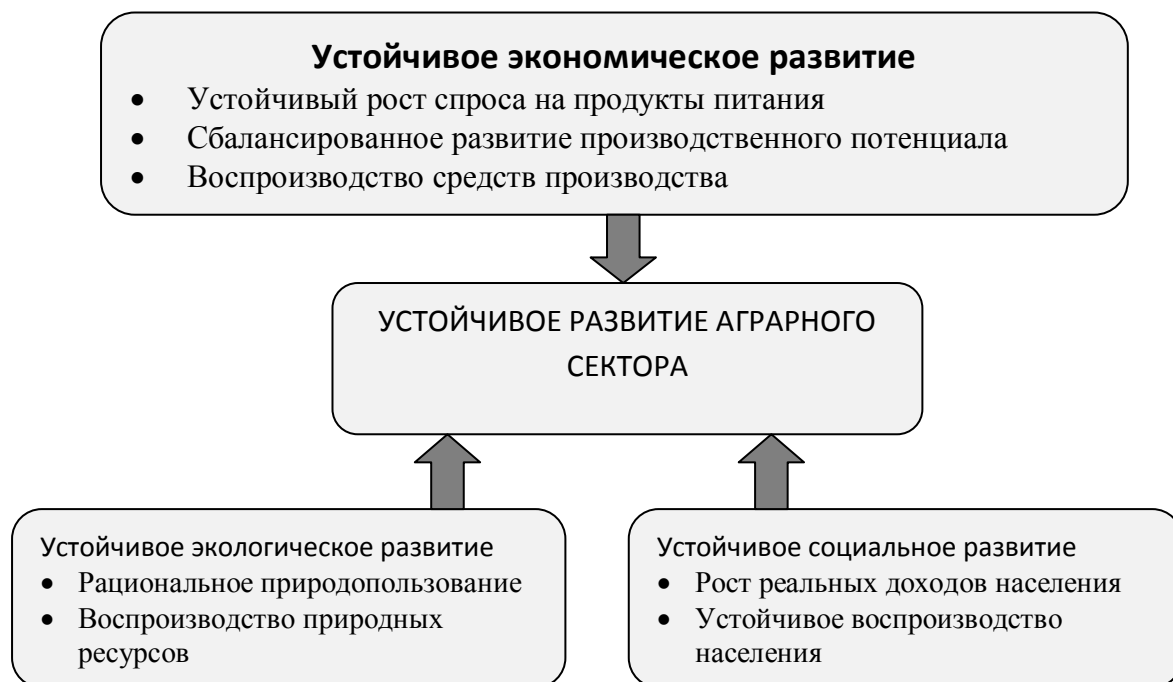 Устойчивое экономическое развитие
• Устойчивый рост спроса на продукты питания
• Сбалансированное развитие производственного потенциала
• Воспроизводство средств производства
УСТОЙЧИВОЕ РАЗВИТИЕ АГРАРНОГО
СЕКТОРА
Устойчивое экологическое развитие
• Рациональное природопользование
• Воспроизводство природных
ресурсов
Устойчивое социальное развитие
• Рост реальных доходов населения
• Устойчивое воспроизводство
населения